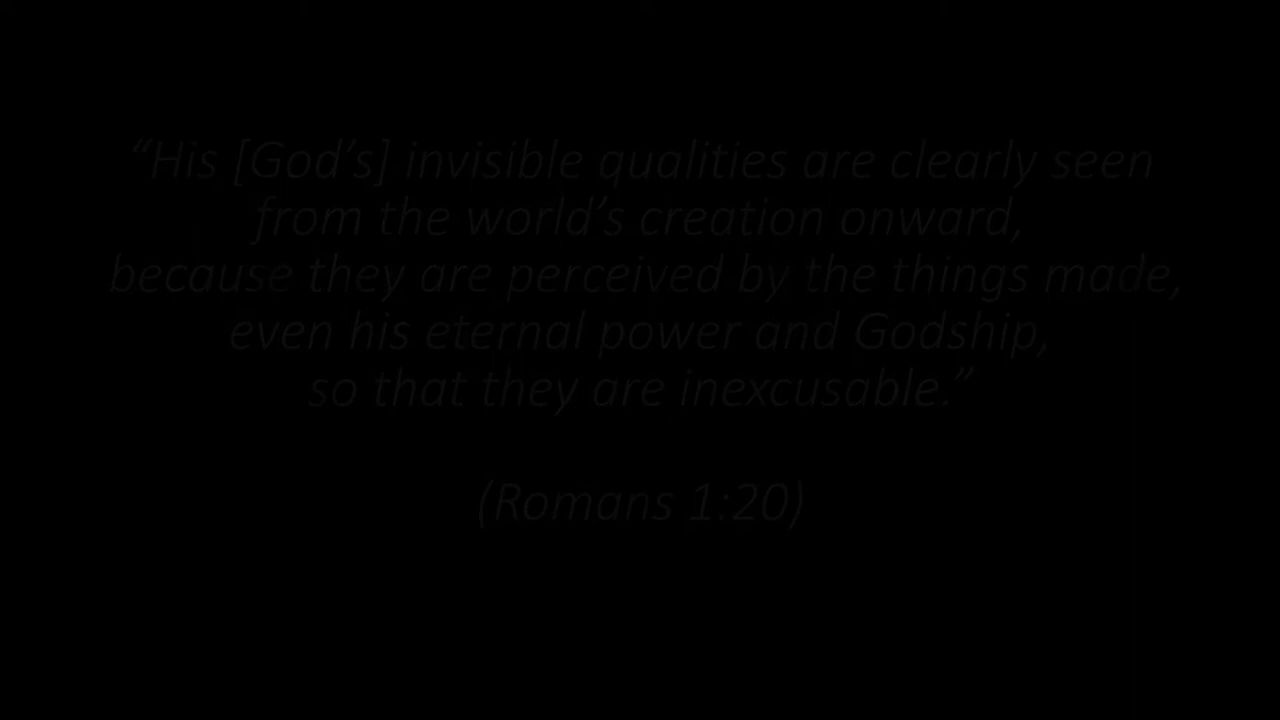 “His [God’s] invisible qualities are clearly seen
from the world’s creation onward,
because they are perceived by the things made,
even his eternal power and Godship,
so that they are inexcusable.”
(Romans 1:20)